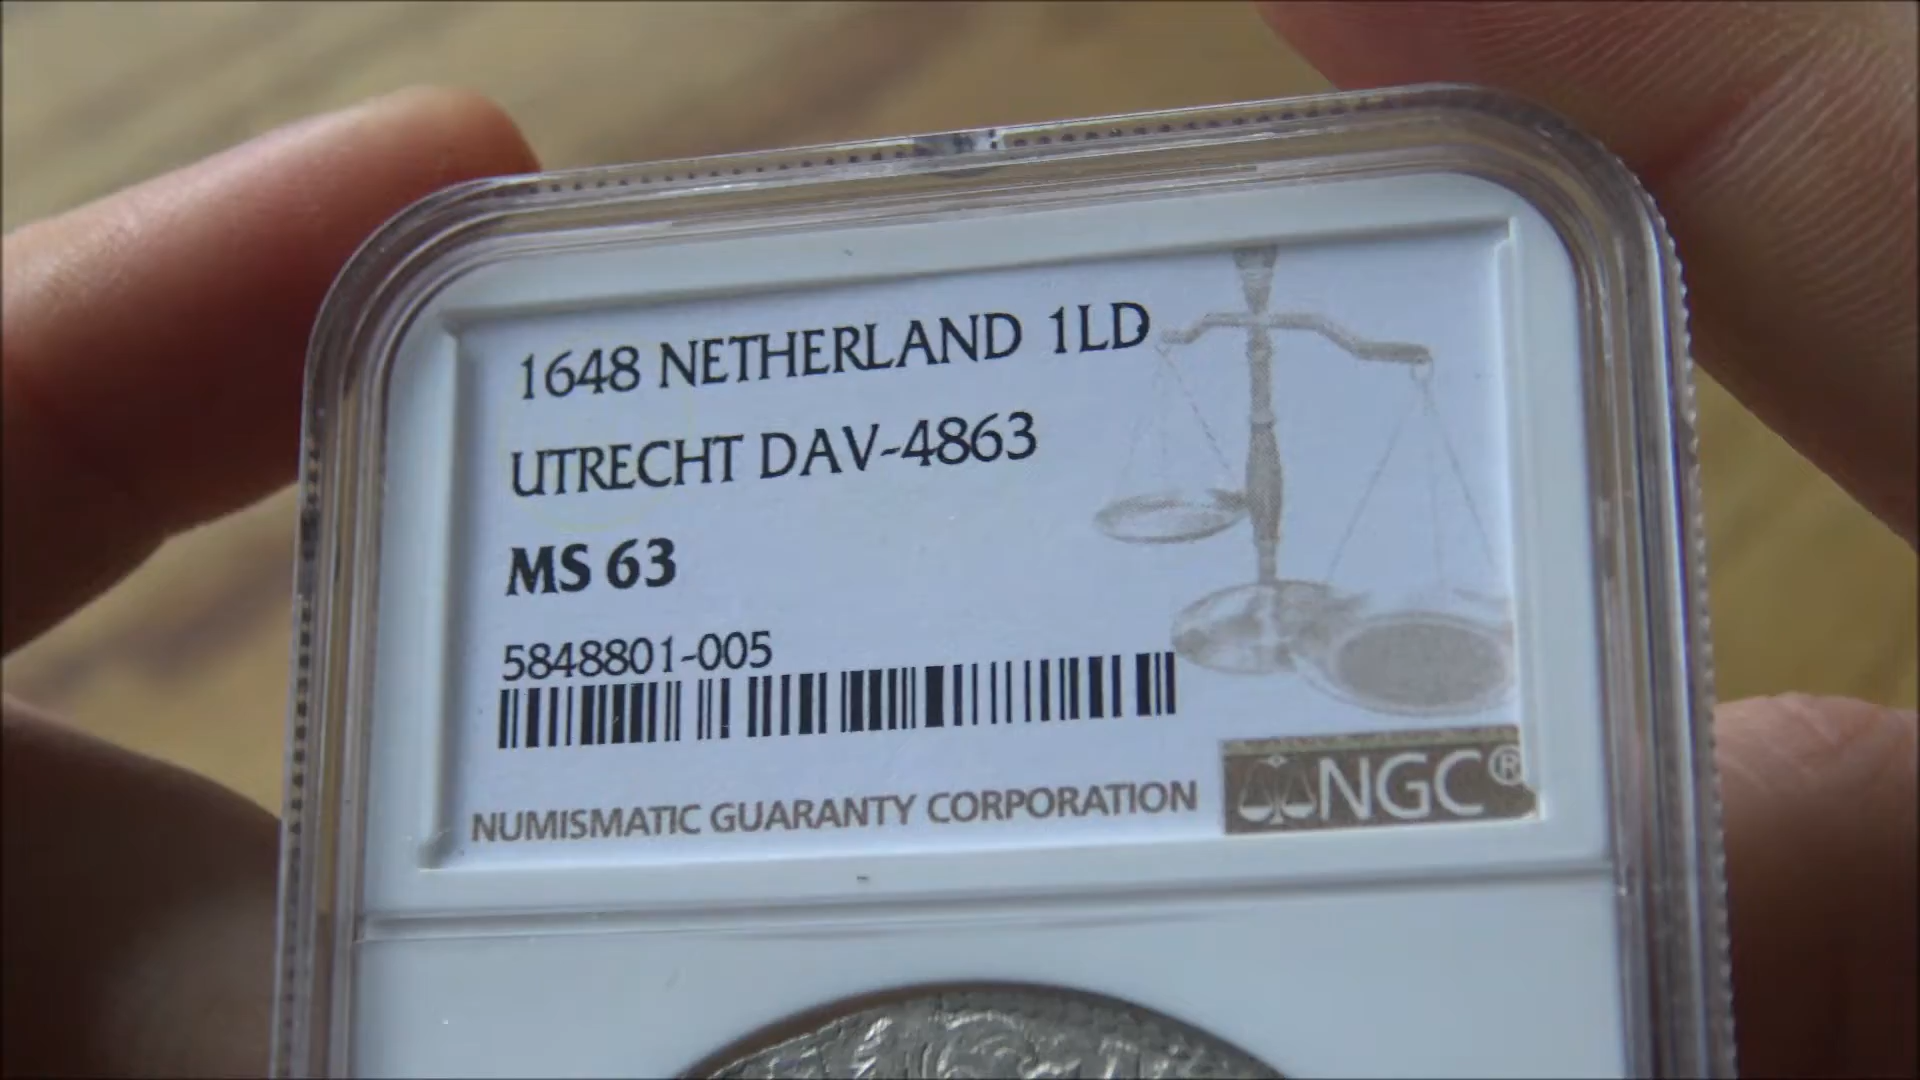 1648 NETHERLAND 1LD
UTRECHT DAV-4863
MS 63
5848801-005
NUMISMATIC GUARANTY CORPORATION
NGC®